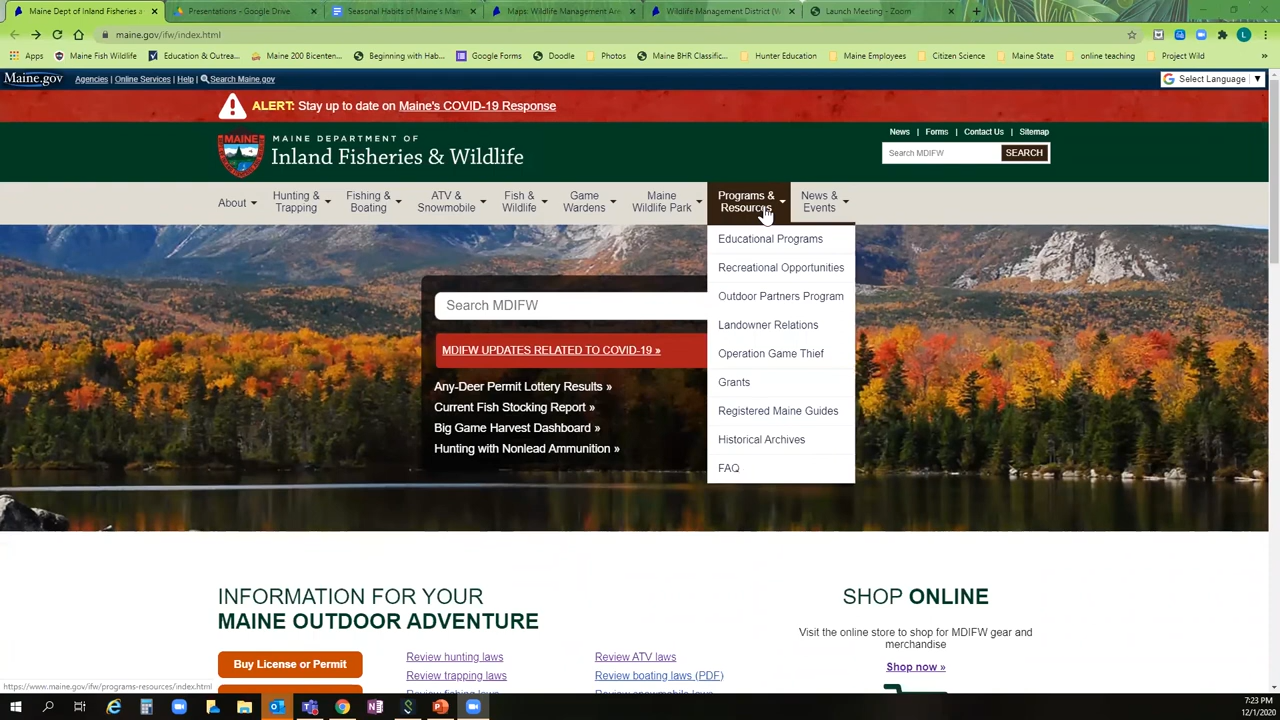 Maine Dept of Inland Fisheries a
Presentations - Google Drive
Seasonal Habits of Maine's Mam
Maps: Wildlife Management Are
Wildlife Management District (W
Launch Meeting - Zoom
maine.gov/ifw/index.html
Apps
Maine Fish Wildlife
Education & Outrea...
Maine 200 Bicenten...
Beginning with Hab...
Google Forms
Doodle
Photos
Maine BHR Classific...
Hunter Education
Maine Employees
Citizen Science
Maine State
online teaching
Project Wild
Maine.gov
Agencies | Online Services | Help | Search Maine.gov
Select Language ▼
ALERT: Stay up to date on Maine's COVID-19 Response
MAINE
MAINE DEPARTMENT OF
Inland Fisheries & Wildlife
News | Forms | Contact Us | Sitemap
Search MDIFW
SEARCH
About
Hunting &
Trapping
Fishing &
Boating
ATV &
Snowmobile
Fish &
Wildlife
Game
Wardens
Maine
Wildlife Park
Programs &
Resources
News &
Events
Educational Programs
Recreational Opportunities
Outdoor Partners Program
Landowner Relations
Operation Game Thief
Grants
Registered Maine Guides
Historical Archives
FAQ
Search MDIFW
MDIFW UPDATES RELATED TO COVID-19 »
Any-Deer Permit Lottery Results »
Current Fish Stocking Report »
Big Game Harvest Dashboard »
Hunting with Nonlead Ammunition »
INFORMATION FOR YOUR
MAINE OUTDOOR ADVENTURE
Buy License or Permit
Review hunting laws
Review trapping laws
Review fishing laws
Review ATV laws
Review boating laws (PDF)
Review snowmobile laws
SHOP ONLINE
Visit the online store to shop for MDIFW gear and
merchandise
Shop now »
https://www.maine.gov/ifw/programs-resources/index.html
7:23 PM
12/1/2020